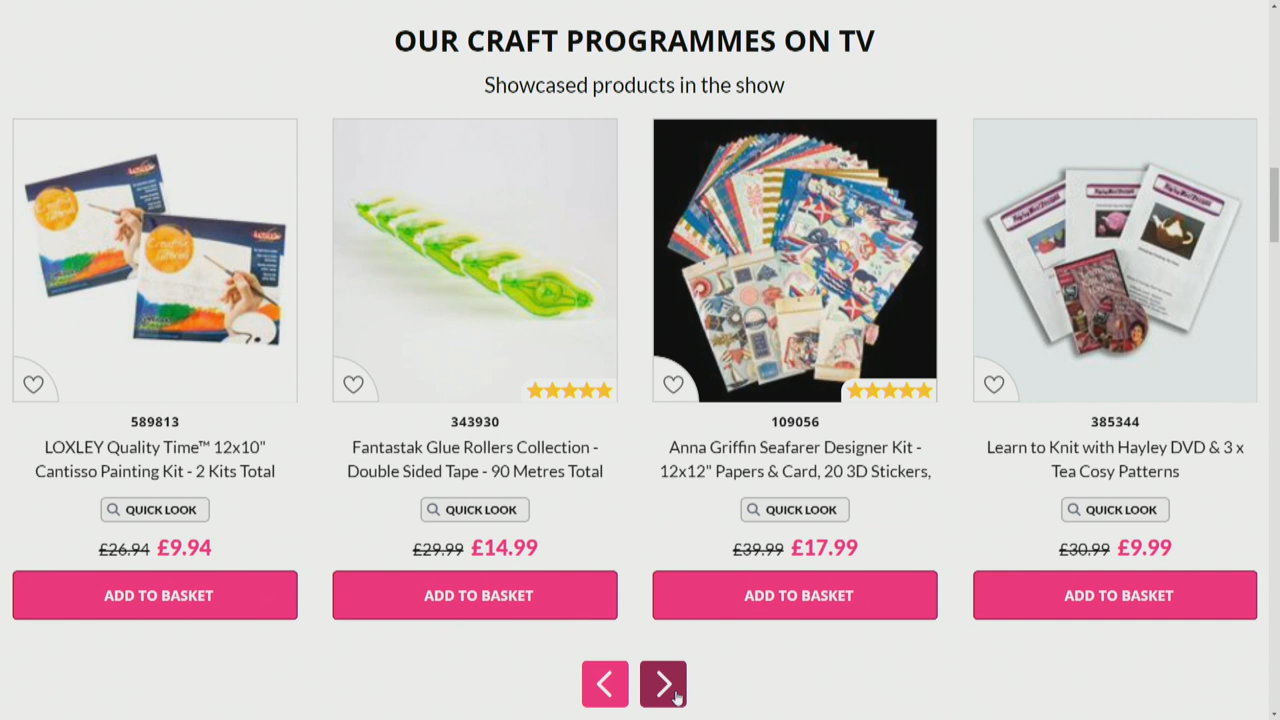 OUR CRAFT PROGRAMMES ON TV
Showcased products in the show
589813
LOXLEY Quality Time™ 12x10"
Cantisso Painting Kit - 2 Kits Total
QUICK LOOK
£26.94 £9.94
ADD TO BASKET
343930
Fantastak Glue Rollers Collection -
Double Sided Tape - 90 Metres Total
QUICK LOOK
£29.99 £14.99
ADD TO BASKET
109056
Anna Griffin Seafarer Designer Kit -
12x12" Papers & Card, 20 3D Stickers,
QUICK LOOK
£39.99 £17.99
ADD TO BASKET
385344
Learn to Knit with Hayley DVD & 3 x
Tea Cosy Patterns
QUICK LOOK
£30.99 £9.99
ADD TO BASKET